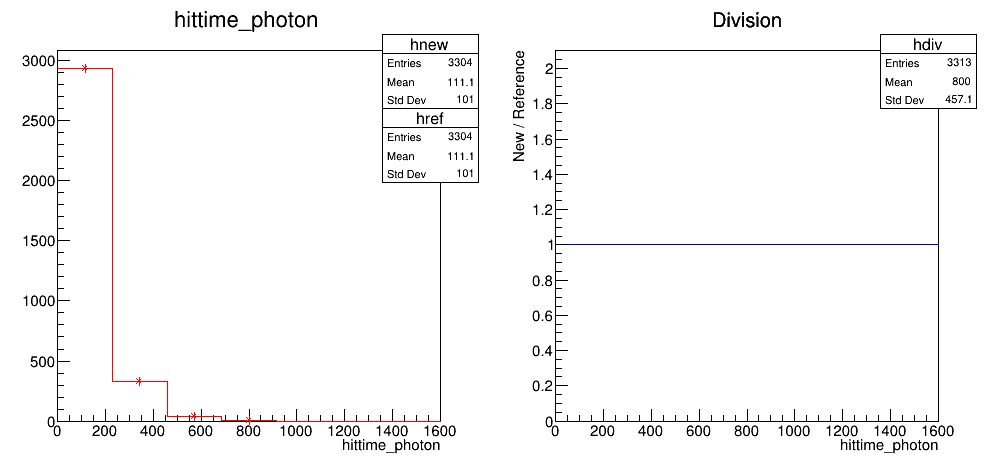 hittime_photon
hnew
Entries 3304
Mean 111.1
Std Dev 101
href
Entries 3304
Mean 111.1
Std Dev 101
3000
2500
2000
1500
1000
500
0
0 200 400 600 800 1000 1200 1400 1600
hittime_photon
Division
hdiv
Entries 3313
Mean 800
Std Dev 457.1
New / Reference
2
1.8
1.6
1.4
1.2
1
0.8
0.6
0.4
0.2
0
0 200 400 600 800 1000 1200 1400 1600
hittime_photon